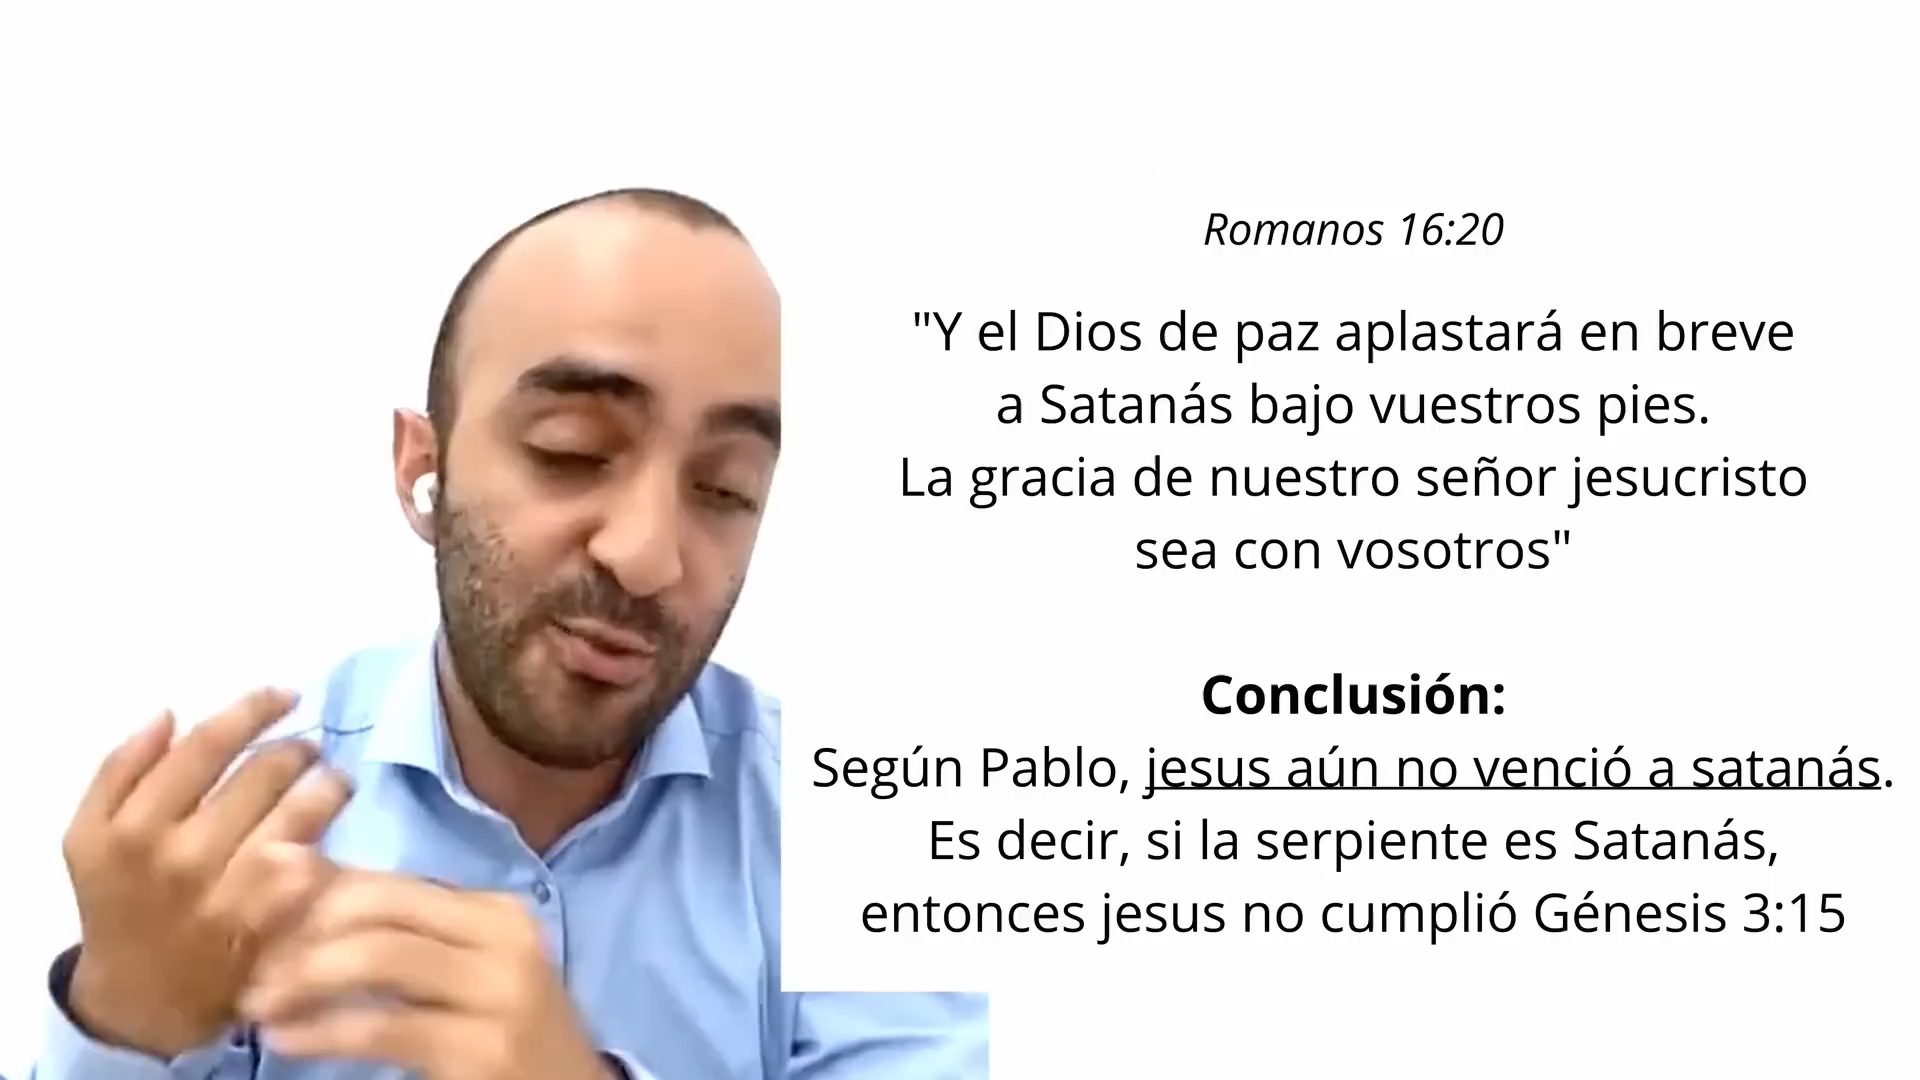 Romanos 16:20
"Y el Dios de paz aplastará en breve
a Satanás bajo vuestros pies.
La gracia de nuestro señor jesucristo
sea con vosotros"
Conclusión:
Según Pablo, jesus aún no venció a satanás.
Es decir, si la serpiente es Satanás,
entonces jesus no cumplió Génesis 3:15